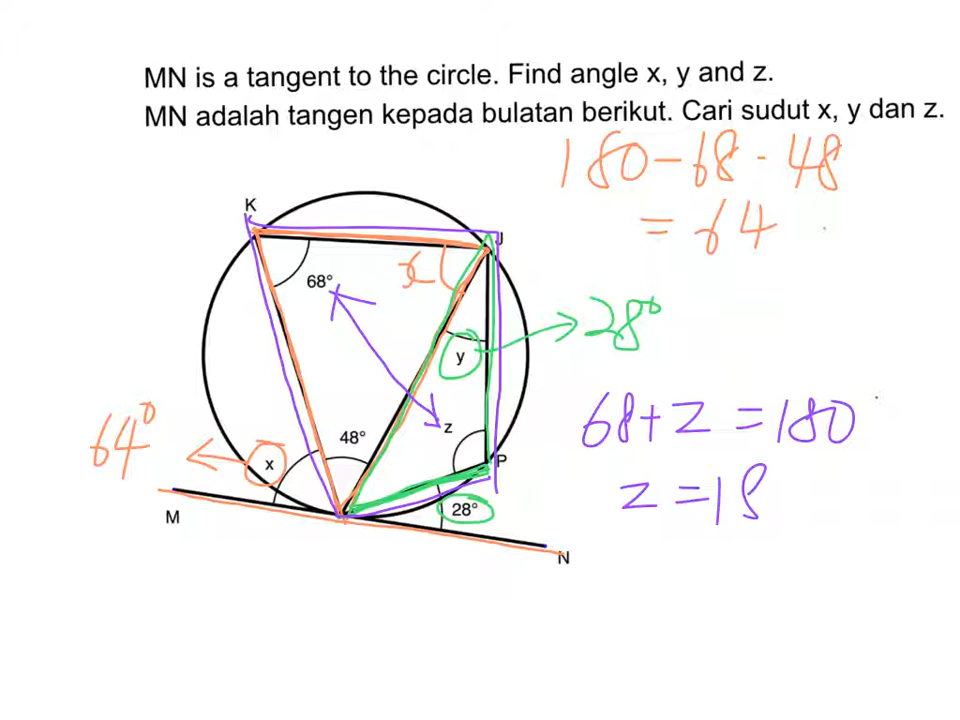 MN is a tangent to the circle. Find angle x, y and z.
MN adalah tangen kepada bulatan berikut. Cari sudut x, y dan z.
180-68-48
= 64
K
J
68°
x
28°
y
68+z=180
64°
48°
z
x
P
z=18
28°
M
N